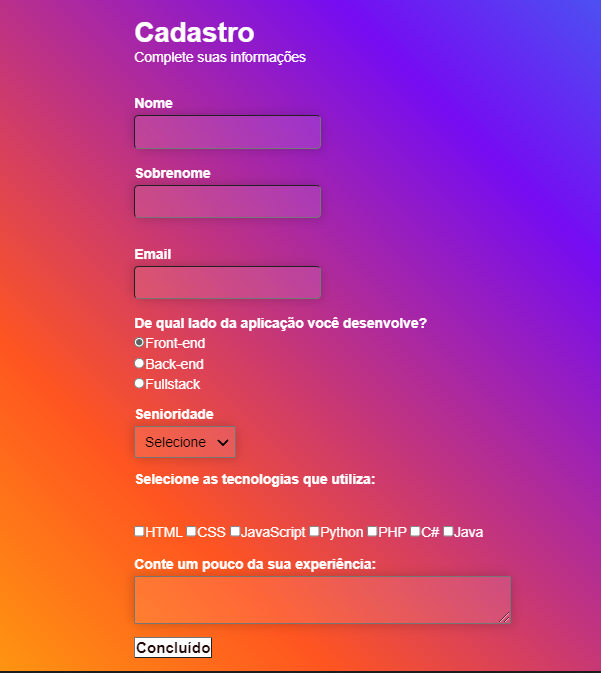 Cadastro
Complete suas informações
Nome
Sobrenome
Email
De qual lado da aplicação você desenvolve?
Front-end
Back-end
Fullstack
Senioridade
Selecione
Selecione as tecnologias que utiliza:
HTML CSS JavaScript Python PHP C# Java
Conte um pouco da sua experiência:
Concluído